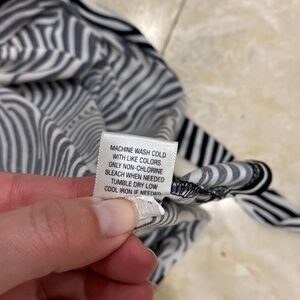 MACHINE WASH COLD
WITH LIKE COLORS
ONLY NON-CHLORINE
BLEACH WHEN NEEDED
TUMBLE DRY LOW
COOL IRON IF NEEDED